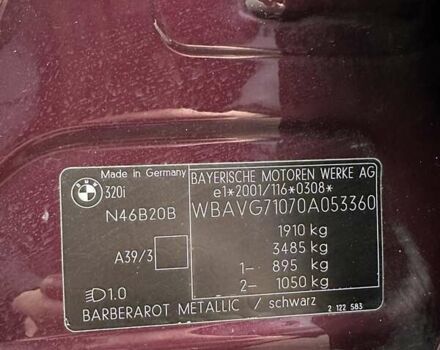 Made in Germany
BMW
320i
N46B20B
A39/3
1.0
BAYERISCHE MOTOREN WERKE AG
e1*2001/116*0308*
WBAVG71070A053360
1910 kg
3485 kg
1- 895 kg
2- 1050 kg
BARBERAROT METALLIC / schwarz
2 122 583